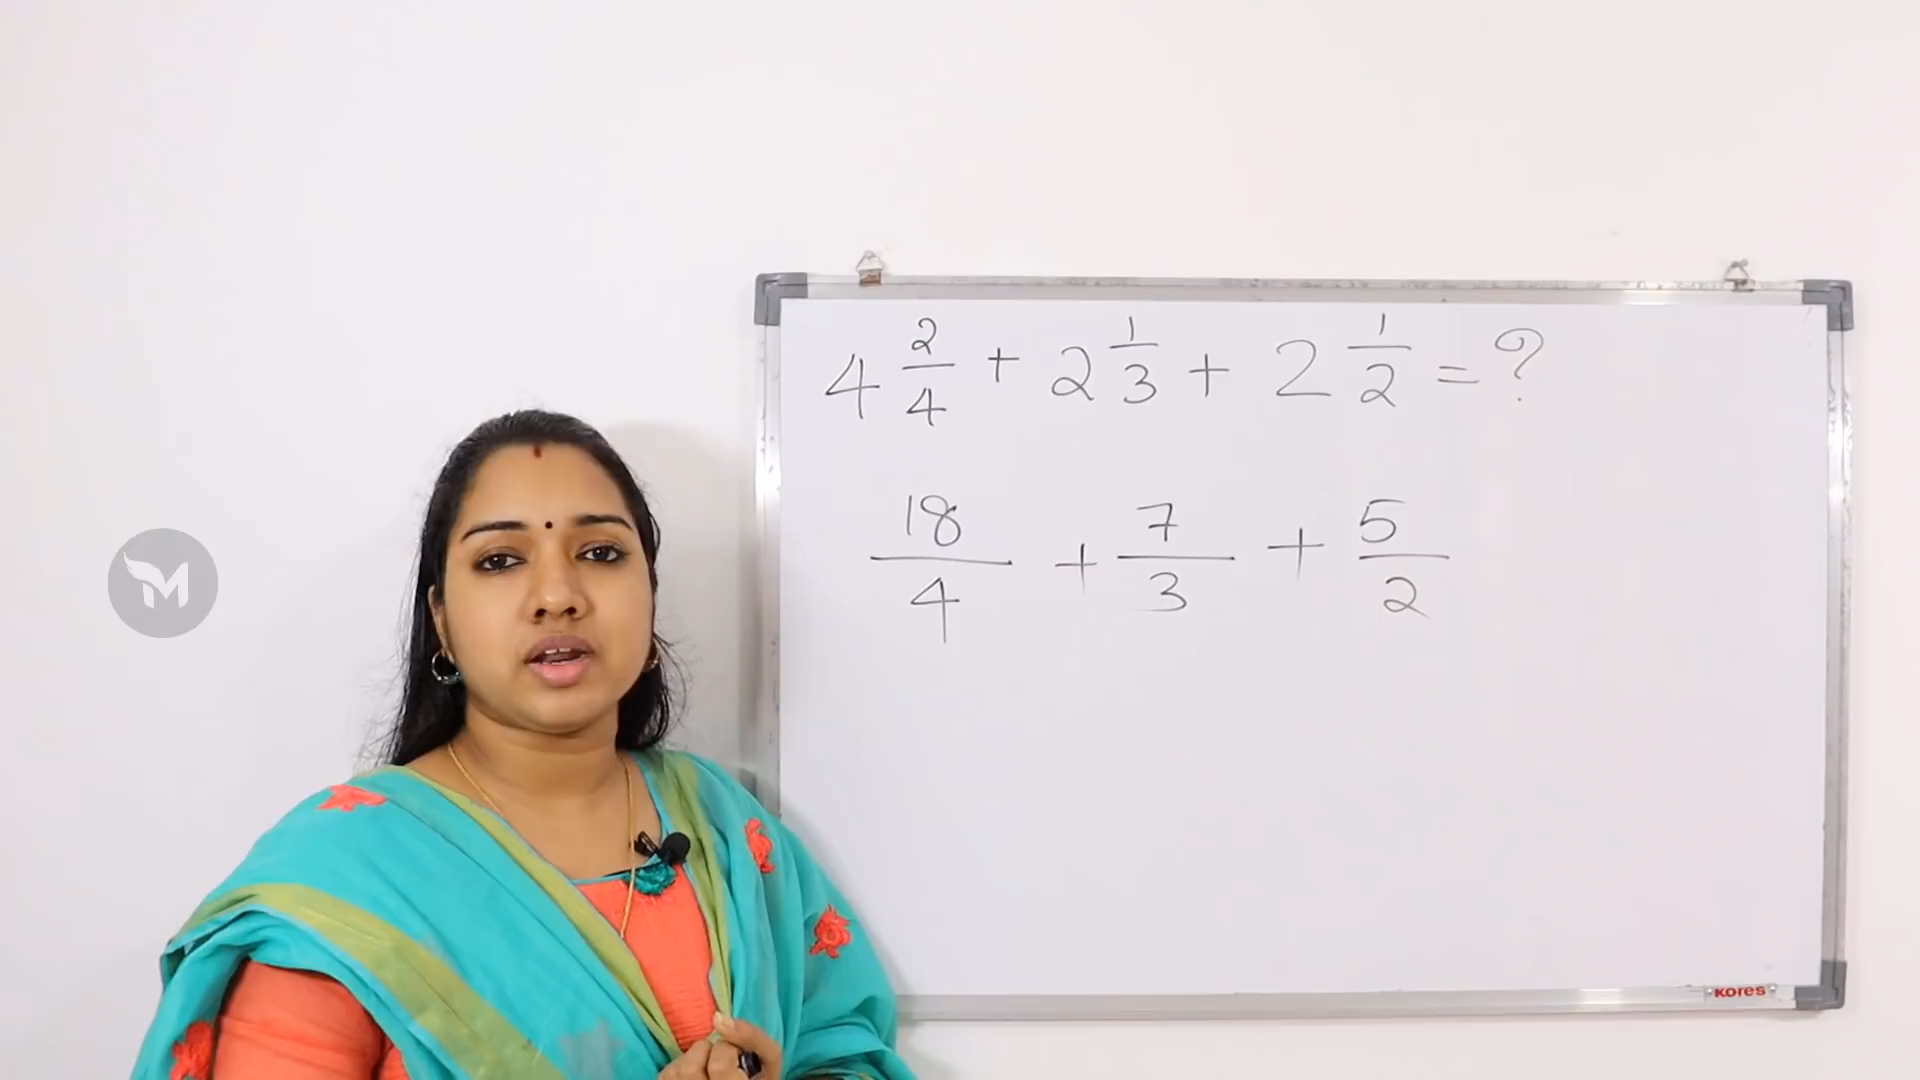 4 2/4 + 2 1/3 + 2 1/2 = ?
18/4 + 7/3 + 5/2
KORES
M